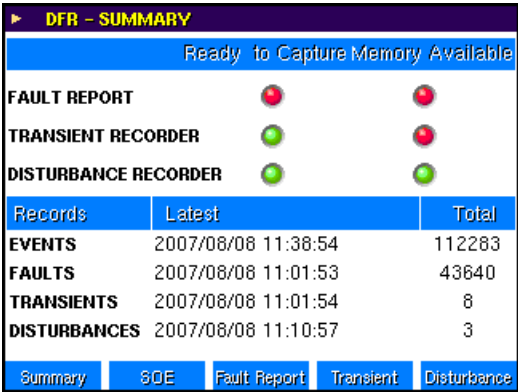 DFR - SUMMARY
Ready to Capture Memory Available
FAULT REPORT
TRANSIENT RECORDER
DISTURBANCE RECORDER
Records Latest Total
EVENTS 2007/08/08 11:38:54 112283
FAULTS 2007/08/08 11:01:53 43640
TRANSIENTS 2007/08/08 11:01:54 8
DISTURBANCES 2007/08/08 11:10:57 3
Summary SOE Fault Report Transient Disturbance